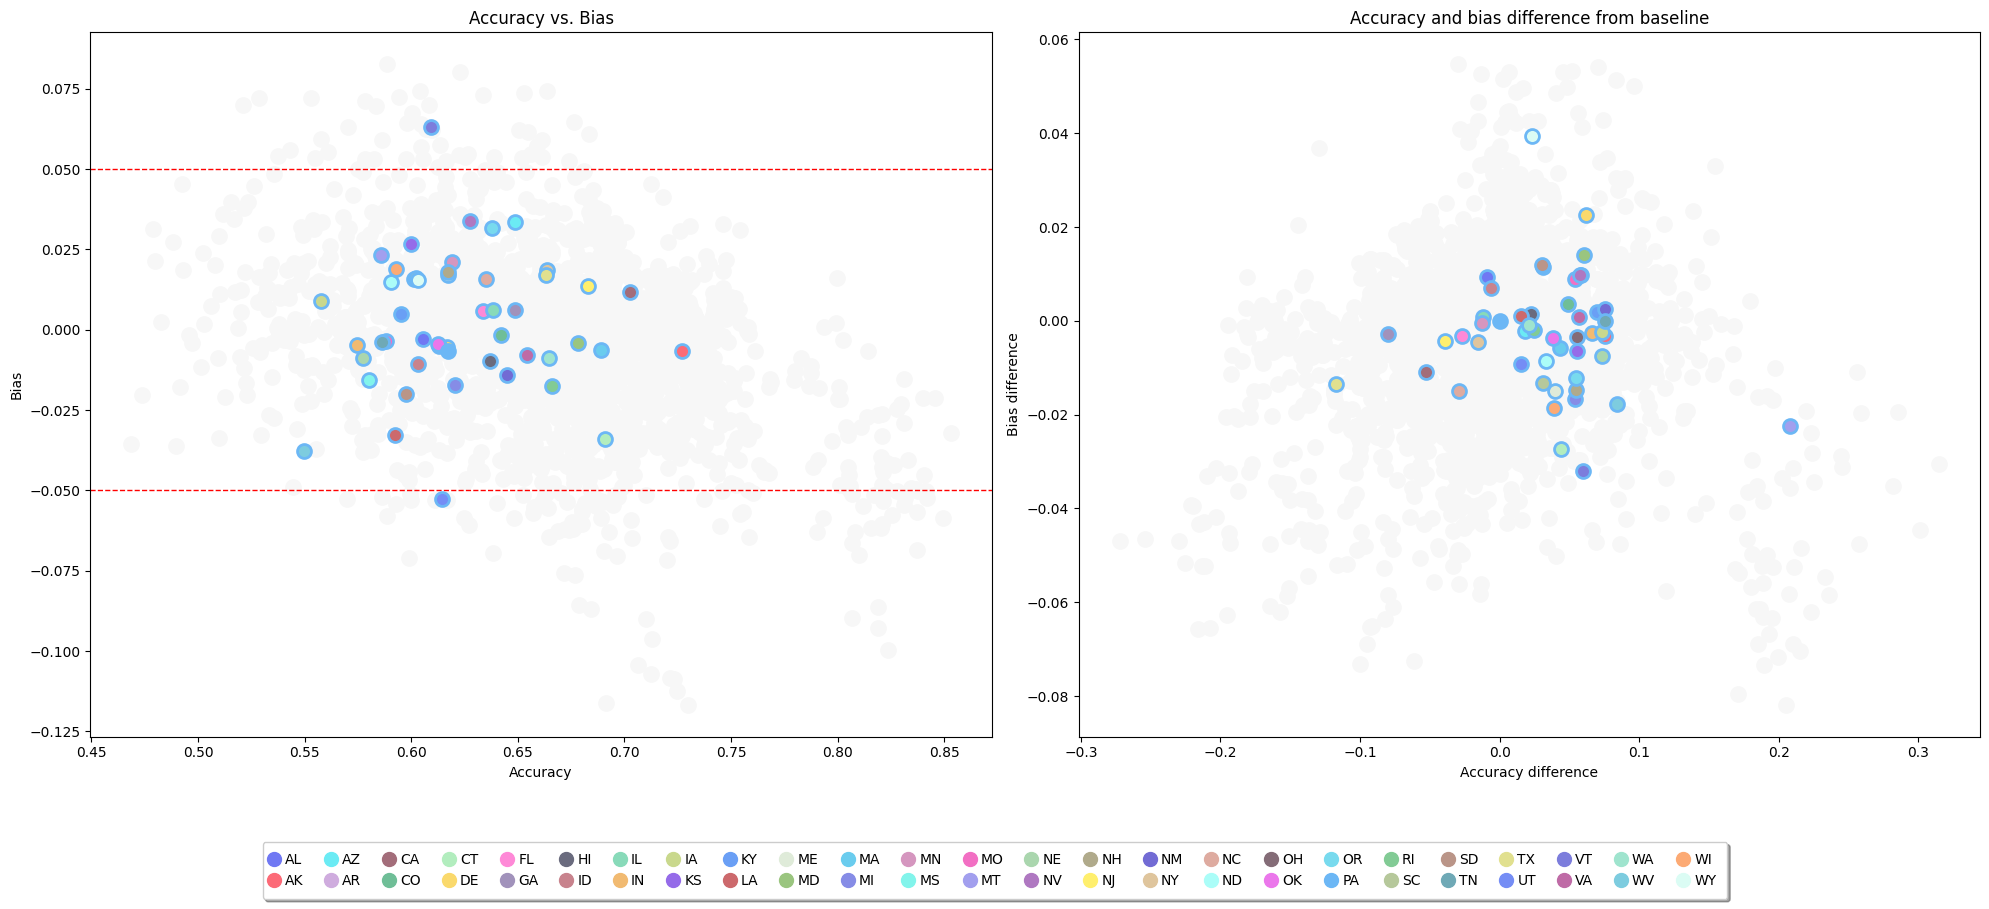 Accuracy vs. Bias
0.075
0.050
0.025
0.000
−0.025
−0.050
−0.075
−0.100
−0.125
Bias
0.45 0.50 0.55 0.60 0.65 0.70 0.75 0.80 0.85
Accuracy
Accuracy and bias difference from baseline
0.06
0.04
0.02
0.00
−0.02
−0.04
−0.06
−0.08
Bias difference
−0.3 −0.2 −0.1 0.0 0.1 0.2 0.3
Accuracy difference
AL AZ CA CT FL HI IL IA KY ME MA MN MO NE NH NM NC OH OR RI SD TX VT WA WI
AK AR CO DE GA ID IN KS LA MD MI MS MT NV NJ NY ND OK PA SC TN UT VA WV WY